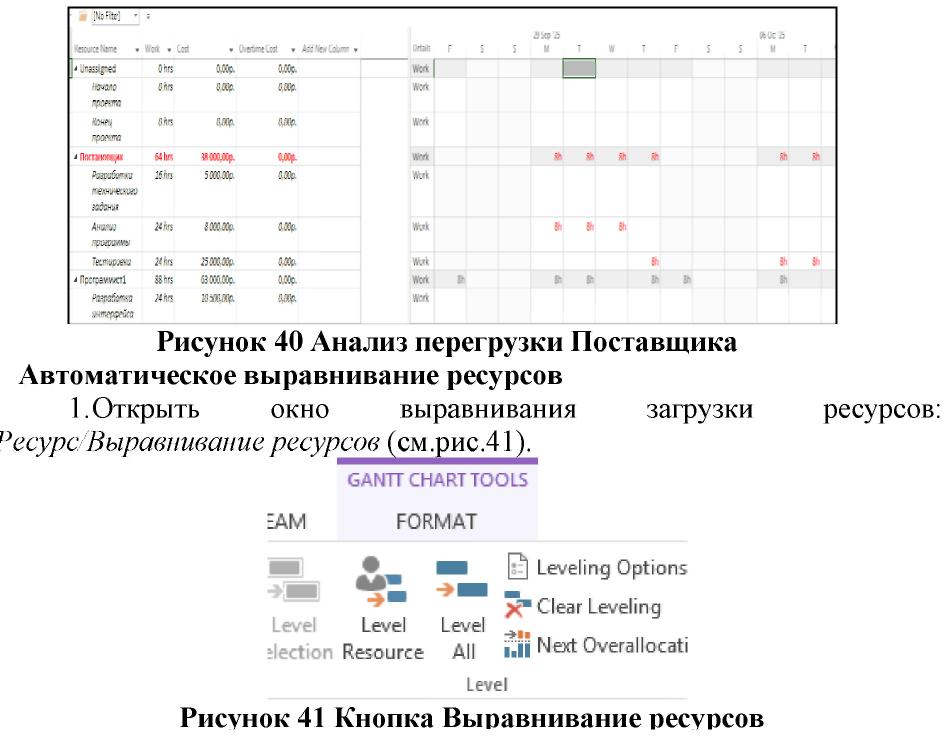 [No Filter]
29 Sep '25 06 Oct '25
Resource Name Work Cost Overtime Cost Add New Column Details F S S M T W T F S S M T
Unassigned 0 hrs 0,00р. 0,00р. Work
Начало 0 hrs 0,00р. 0,00р. Work
проекта
Конец 0 hrs 0,00р. 0,00р. Work
проекта
Постановщик 64 hrs 38 000,00р. 0,00р. Work 8h 8h 8h 8h 8h 8h
Разработка 16 hrs 5 000,00р. 0,00р. Work
технического
задания
Анализ 24 hrs 8 000,00р. 0,00р. Work 8h 8h 8h
программы
Тестировка 24 hrs 25 000,00р. 0,00р. Work 8h 8h 8h
Программист1 88 hrs 63 000,00р. 0,00р. Work 8h 8h 8h 8h 8h 8h
Разработка 24 hrs 10 500,00р. 0,00р. Work
интерфейса
Рисунок 40 Анализ перегрузки Поставщика
Автоматическое выравнивание ресурсов
1.Открыть окно выравнивания загрузки ресурсов:
Ресурс/Выравнивание ресурсов (см.рис.41).
GANTT CHART TOOLS
EAM FORMAT
Leveling Options
Clear Leveling
Level Level Level
election Resource All
Next Overallocati
Level
Рисунок 41 Кнопка Выравнивание ресурсов